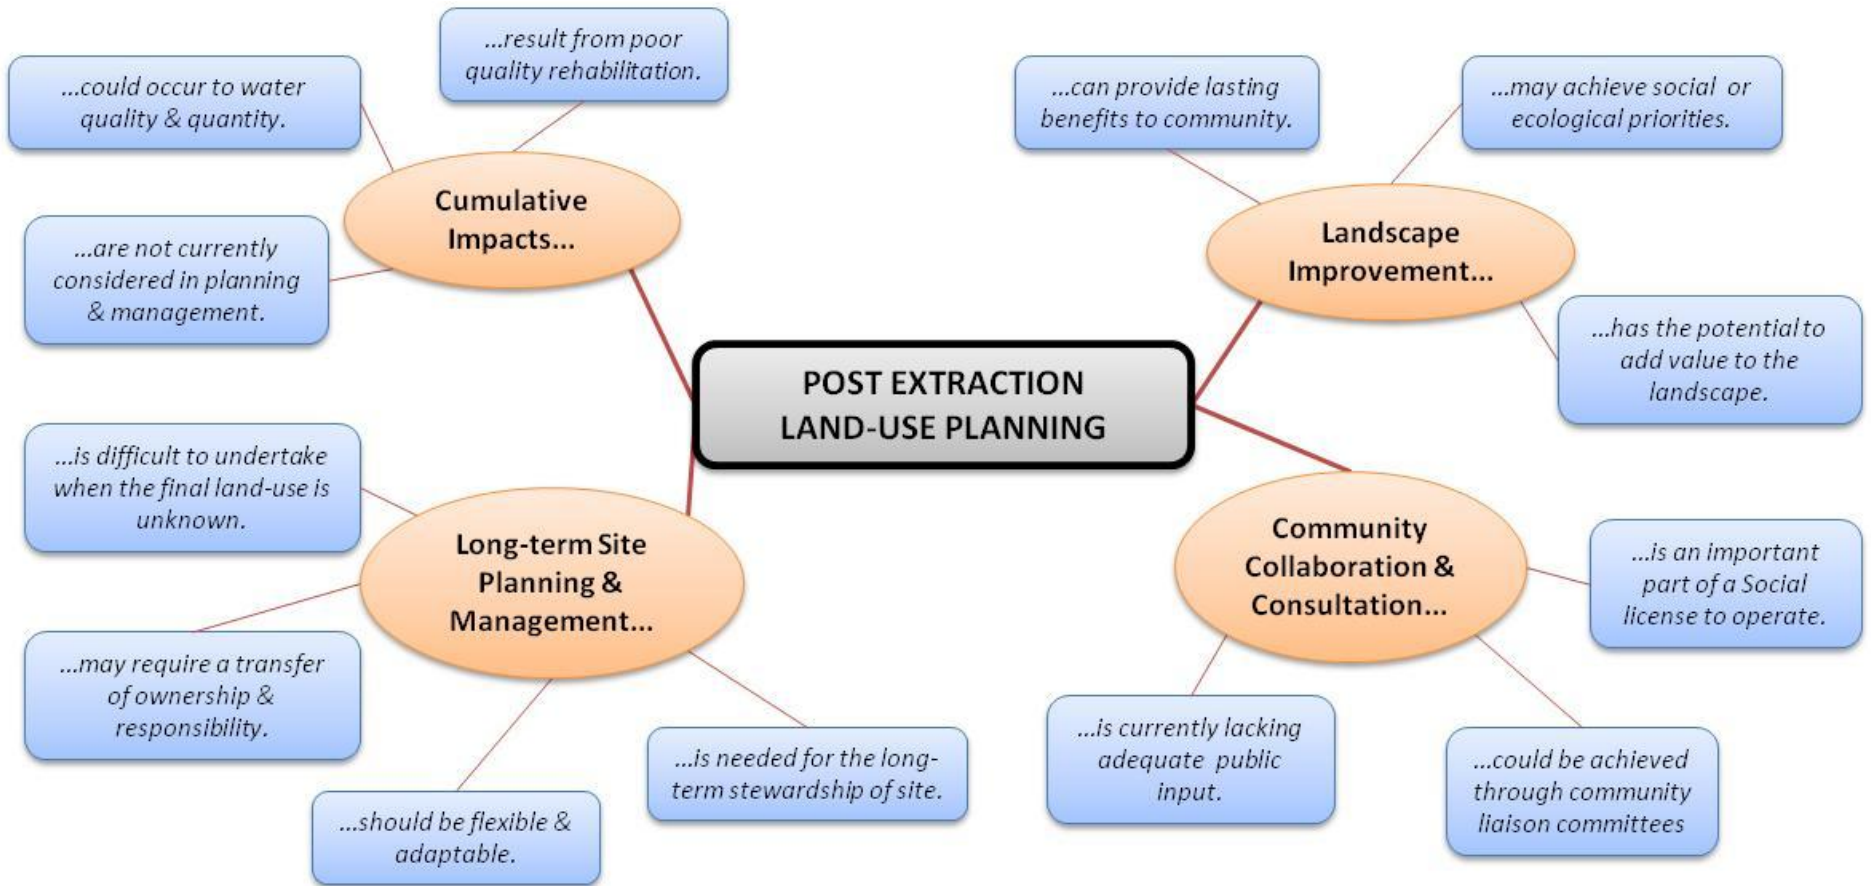 ...result from poor
quality rehabilitation.
...could occur to water
quality & quantity.
...can provide lasting
benefits to community.
...may achieve social or
ecological priorities.
Cumulative
Impacts...
Landscape
Improvement...
...are not currently
considered in planning
& management.
...has the potential to
add value to the
landscape.
POST EXTRACTION
LAND-USE PLANNING
...is difficult to undertake
when the final land-use is
unknown.
Long-term Site
Planning &
Management...
Community
Collaboration &
Consultation...
...is an important
part of a Social
license to operate.
...may require a transfer
of ownership &
responsibility.
...is needed for the long-
term stewardship of site.
...is currently lacking
adequate public
input.
...could be achieved
through community
liaison committees
...should be flexible &
adaptable.